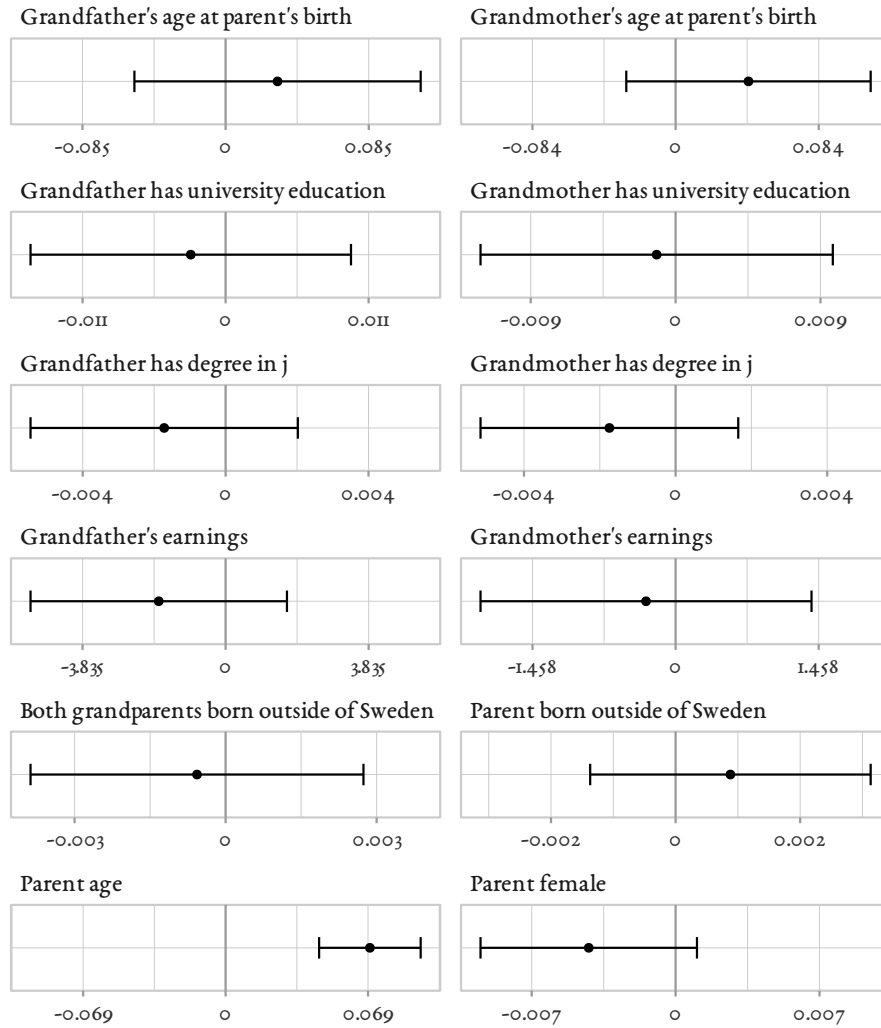 Grandfather's age at parent's birth
Grandmother's age at parent's birth
-0.085 0 0.085
-0.084 0 0.084
Grandfather has university education
Grandmother has university education
-0.011 0 0.011
-0.009 0 0.009
Grandfather has degree in j
Grandmother has degree in j
-0.004 0 0.004
-0.004 0 0.004
Grandfather's earnings
Grandmother's earnings
-3.835 0 3.835
-1.458 0 1.458
Both grandparents born outside of Sweden
Parent born outside of Sweden
-0.003 0 0.003
-0.002 0 0.002
Parent age
Parent female
-0.069 0 0.069
-0.007 0 0.007